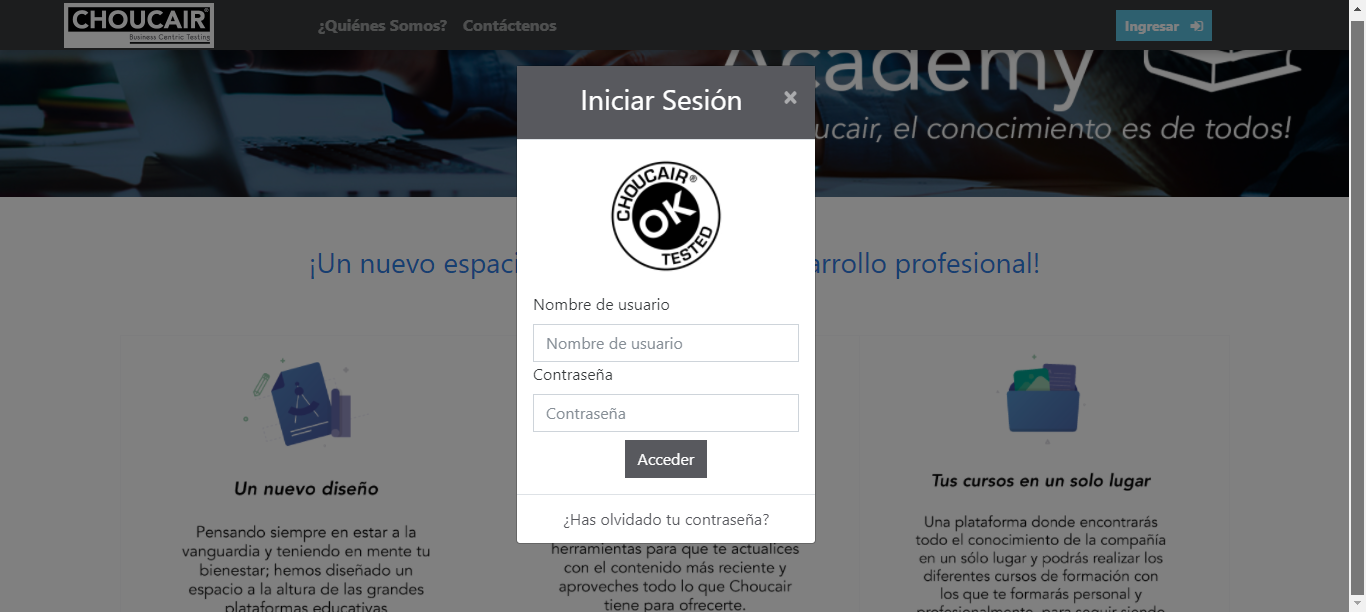 CHOUCAIR®
Business Centric Testing
¿Quiénes Somos?
Contáctenos
Ingresar
Academy
ucair, el conocimiento es de todos!
Iniciar Sesión
×
CHOUCAIR®
OK
TESTED
¡Un nuevo espaci
arrollo profesional!
Nombre de usuario
Nombre de usuario
Contraseña
Contraseña
Acceder
¿Has olvidado tu contraseña?
Un nuevo diseño
Pensando siempre en estar a la
vanguardia y teniendo en mente tu
bienestar; hemos diseñado un
espacio a la altura de las grandes
plataformas educativas
herramientas para que te actualices
con el contenido más reciente y
aproveches todo lo que Choucair
tiene para ofrecerte.
Tus cursos en un solo lugar
Una plataforma donde encontrarás
todo el conocimiento de la compañía
en un sólo lugar y podrás realizar los
diferentes cursos de formación con
los que te formarás personal y
profesionalmente, para seguir siendo